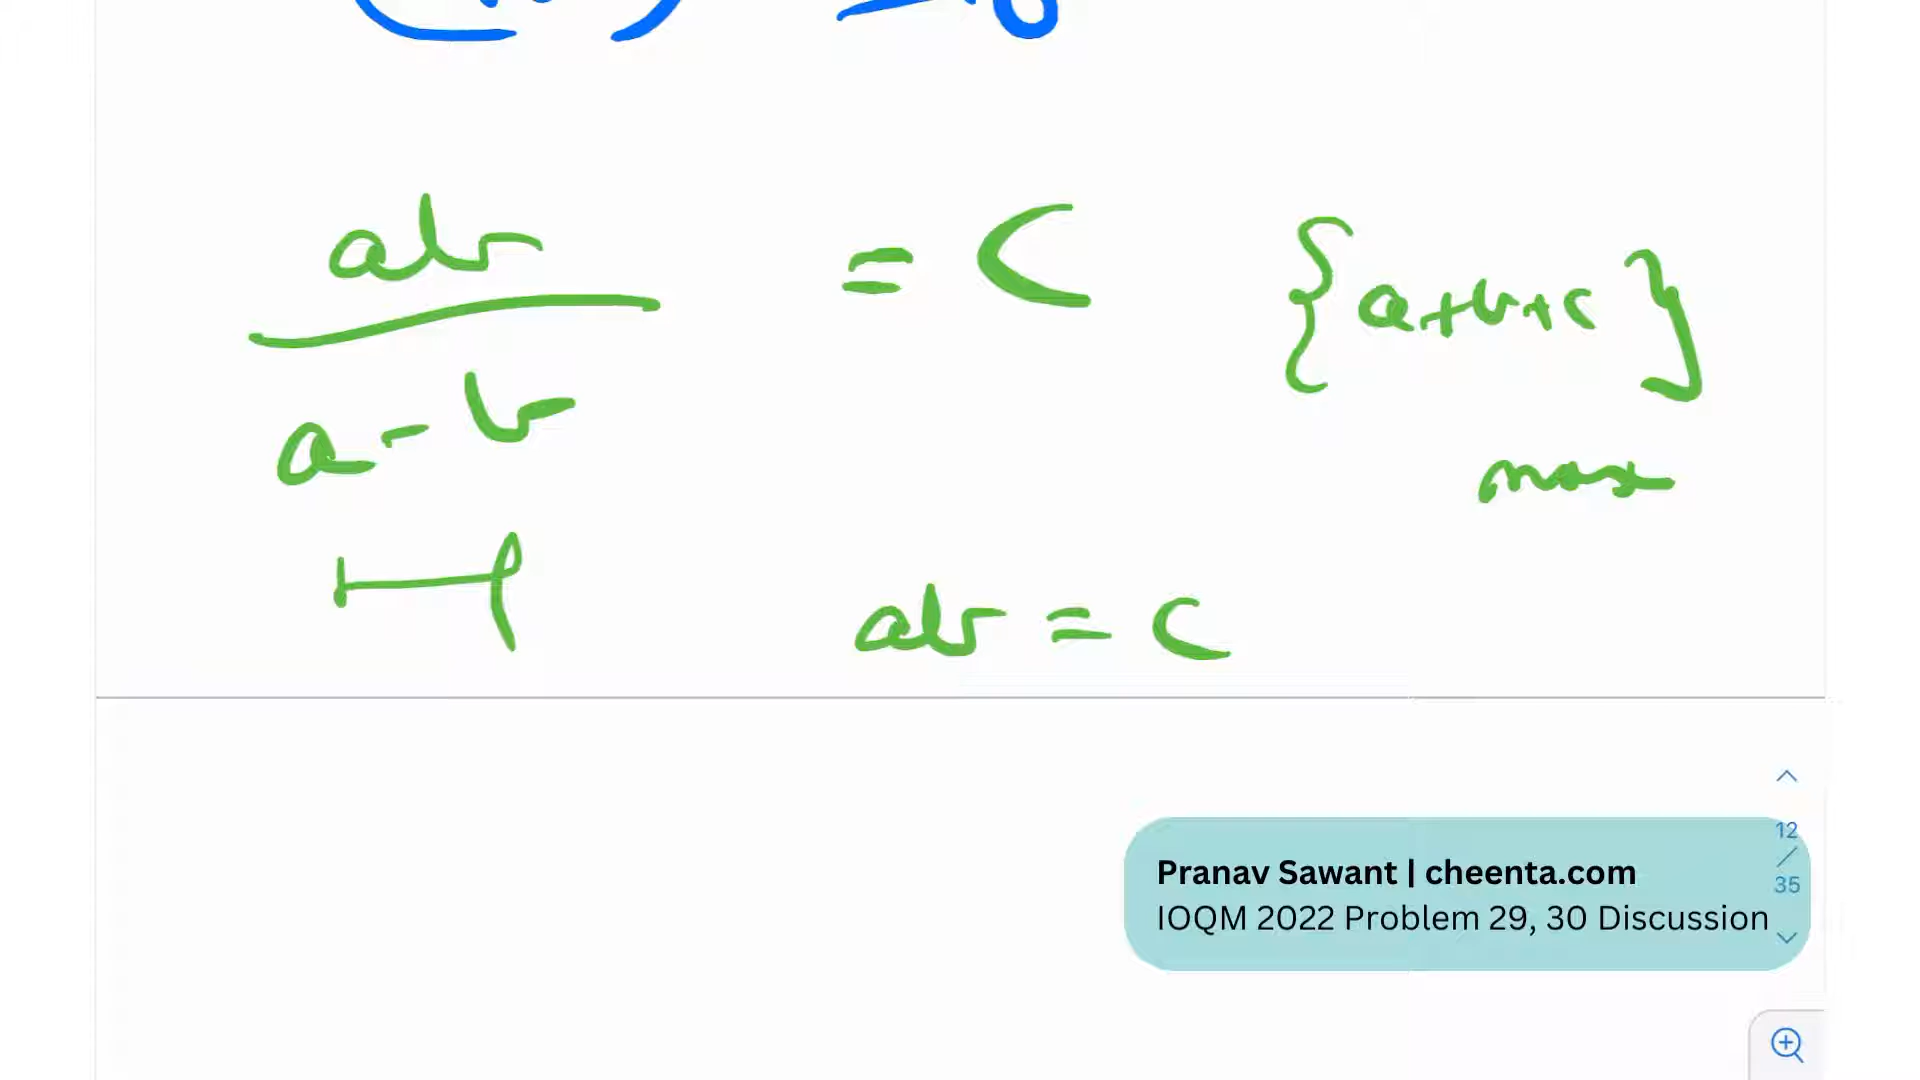 ab = C {a+b+c}
a - b
max
ab = C
12
/
35
Pranav Sawant | cheenta.com
IOQM 2022 Problem 29, 30 Discussion